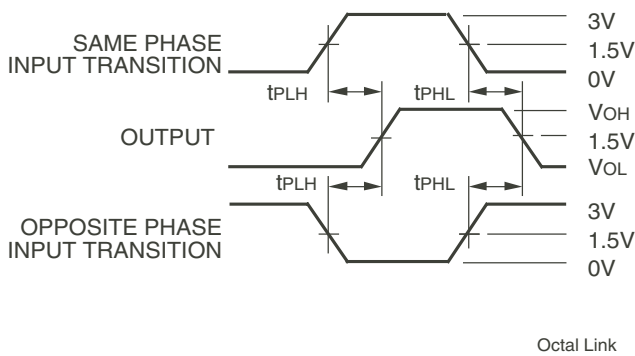 SAME PHASE
INPUT TRANSITION
3V
1.5V
0V
tPLH
tPHL
OUTPUT
VOH
1.5V
VOL
tPLH
tPHL
OPPOSITE PHASE
INPUT TRANSITION
3V
1.5V
0V
Octal Link